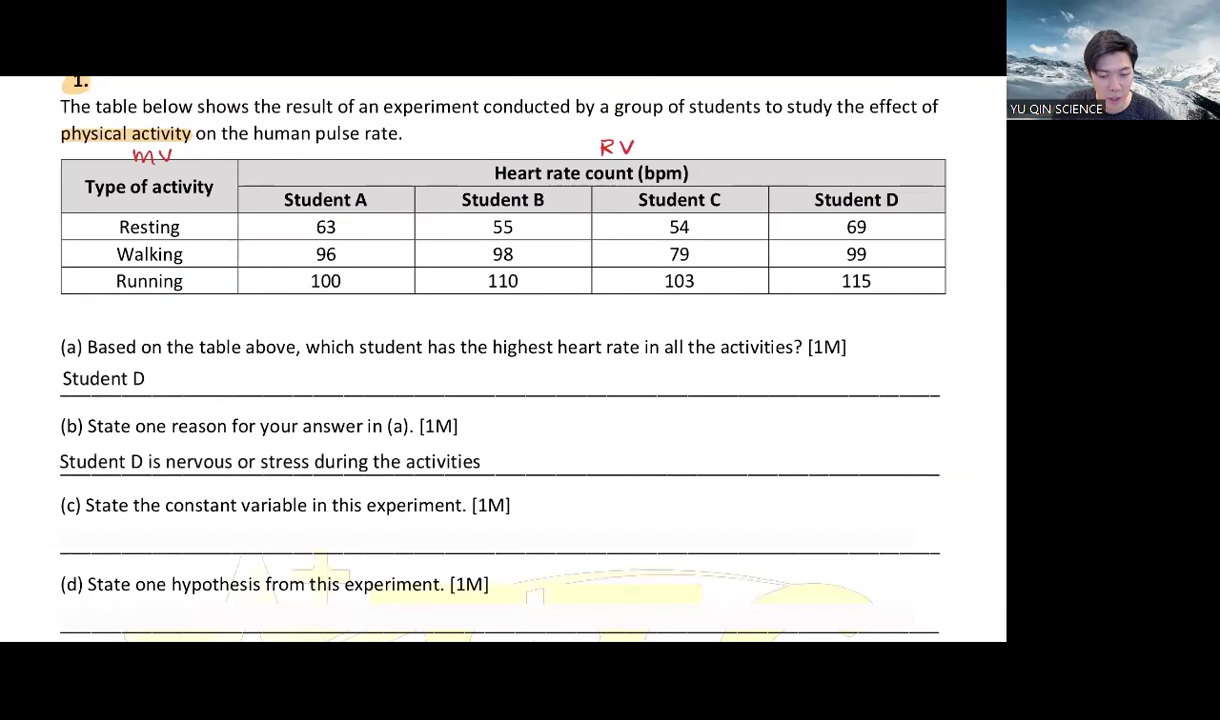 1.
YU QIN SCIENCE
The table below shows the result of an experiment conducted by a group of students to study the effect of
physical activity on the human pulse rate.
MV
RV
Type of activity
Heart rate count (bpm)
Student A Student B Student C Student D
Resting 63 55 54 69
Walking 96 98 79 99
Running 100 110 103 115
(a) Based on the table above, which student has the highest heart rate in all the activities? [1M]
Student D
(b) State one reason for your answer in (a). [1M]
Student D is nervous or stress during the activities
(c) State the constant variable in this experiment. [1M]
(d) State one hypothesis from this experiment. [1M]